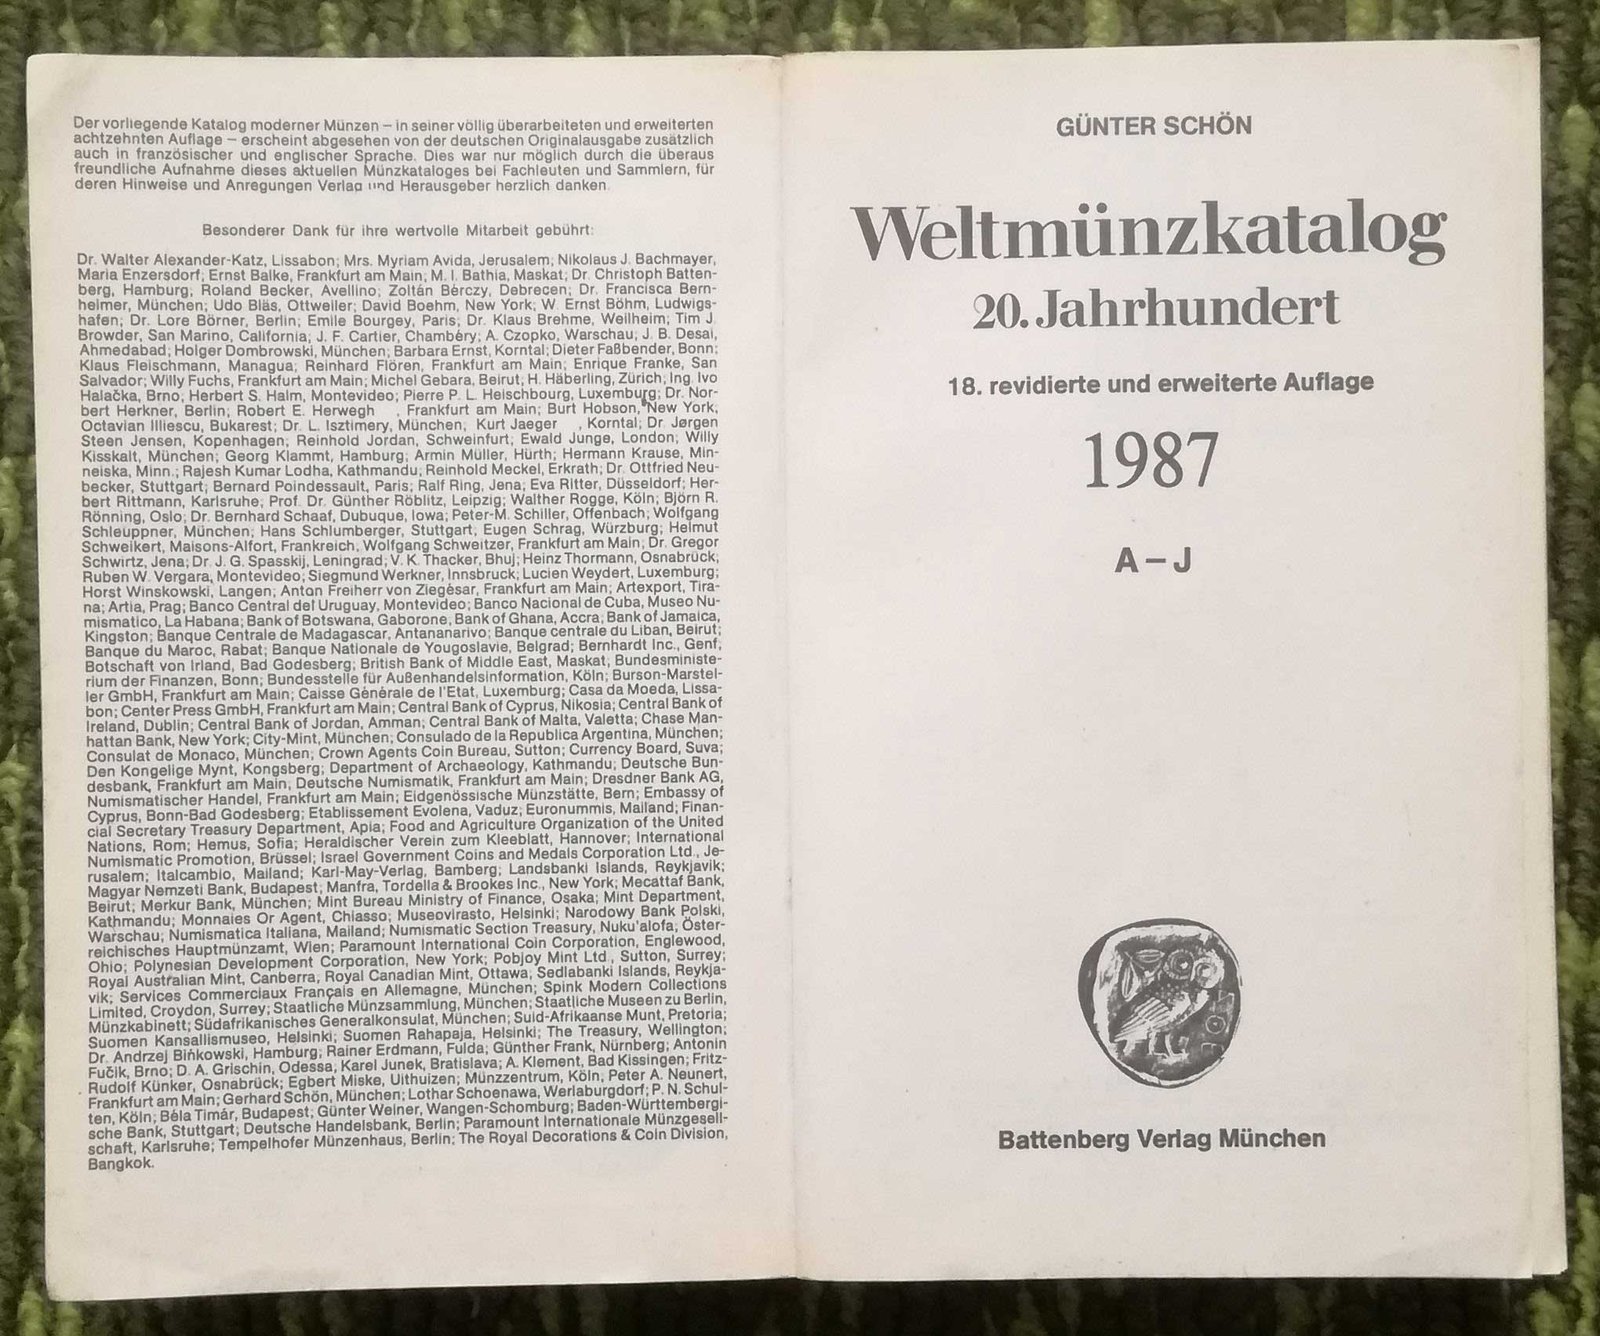 Der vorliegende Katalog moderner Münzen – in seiner völlig überarbeiteten und erweiterten
achtzehnten Auflage – erscheint abgesehen von der deutschen Originalausgabe zusätzlich
auch in französischer und englischer Sprache. Dies war nur möglich durch die überaus
freundliche Aufnahme dieses aktuellen Münzkataloges bei Fachleuten und Sammlern, für
deren Hinweise und Anregungen Verlag und Herausgeber herzlich danken.
Besonderer Dank für ihre wertvolle Mitarbeit gebührt:
Dr. Walter Alexander-Katz, Lissabon; Mrs. Myriam Avida, Jerusalem; Nikolaus J. Bachmayer,
Maria Enzersdorf; Ernst Balke, Frankfurt am Main; M. I. Bathia, Maskat; Dr. Christoph Batten-
berg, Hamburg; Roland Becker, Avellino; Zoltán Bérczy, Debrecen; Dr. Francisca Bern-
heimer, München; Udo Bläs, Ottweiler; David Boehm, New York; W. Ernst Böhm, Ludwigs-
hafen; Dr. Lore Börner, Berlin; Emile Bourgey, Paris; Dr. Klaus Brehme, Weilheim; Tim J.
Browder, San Marino, California; J. F. Cartier, Chambéry; A. Czopko, Warschau; J. B. Desai,
Ahmedabad; Holger Dombrowski, München; Barbara Ernst, Korntal; Dieter Faßbender, Bonn;
Klaus Fleischmann, Managua; Reinhard Flören, Frankfurt am Main; Enrique Franke, San
Salvador; Willy Fuchs, Frankfurt am Main; Michel Gebara, Beirut; H. Häberling, Zürich; Ing. Ivo
Halačka, Brno; Herbert S. Halm, Montevideo; Pierre P. L. Heischbourg, Luxemburg; Dr. Nor-
bert Herkner, Berlin; Robert E. Herwegh , Frankfurt am Main; Burt Hobson, New York;
Octavian Illiescu, Bukarest; Dr. L. Isztimery, München; Kurt Jaeger , Korntal; Dr. Jørgen
Steen Jensen, Kopenhagen; Reinhold Jordan, Schweinfurt; Ewald Junge, London; Willy
Kisskalt, München; Georg Klammt, Hamburg; Armin Müller, Hürth; Hermann Krause, Min-
neiska, Minn.; Rajesh Kumar Lodha, Kathmandu; Reinhold Meckel, Erkrath; Dr. Ottfried Neu-
becker, Stuttgart; Bernard Poindessault, Paris; Ralf Ring, Jena; Eva Ritter, Düsseldorf; Her-
bert Rittmann, Karlsruhe; Prof. Dr. Günther Röblitz, Leipzig; Walther Rogge, Köln; Björn R.
Rönning, Oslo; Dr. Bernhard Schaaf, Dubuque, Iowa; Peter-M. Schiller, Offenbach; Wolfgang
Schleuppner, München; Hans Schlumberger, Stuttgart; Eugen Schrag, Würzburg; Helmut
Schweikert, Maisons-Alfort, Frankreich; Wolfgang Schweitzer, Frankfurt am Main; Dr. Gregor
Schwirtz, Jena; Dr. J. G. Spasskij, Leningrad; V. K. Thacker, Bhuj; Heinz Thormann, Osnabrück;
Ruben W. Vergara, Montevideo; Siegmund Werkner, Innsbruck; Lucien Weydert, Luxemburg;
Horst Winskowski, Langen; Anton Freiherr von Ziegésar, Frankfurt am Main; Artexport, Tira-
na; Artia, Prag; Banco Central del Uruguay, Montevideo; Banco Nacional de Cuba, Museo Nu-
mismatico, La Habana; Bank of Botswana, Gaborone; Bank of Ghana, Accra; Bank of Jamaica,
Kingston; Banque Centrale de Madagascar, Antananarivo; Banque centrale du Liban, Beirut;
Banque du Maroc, Rabat; Banque Nationale de Yougoslavie, Belgrad; Bernhardt Inc., Genf;
Botschaft von Irland, Bad Godesberg; British Bank of Middle East, Maskat; Bundesministe-
rium der Finanzen, Bonn; Bundesstelle für Außenhandelsinformation, Köln; Burson-Marstel-
ler GmbH, Frankfurt am Main; Caisse Générale de l'Etat, Luxemburg; Casa da Moeda, Lissa-
bon; Center Press GmbH, Frankfurt am Main; Central Bank of Cyprus, Nikosia; Central Bank of
Ireland, Dublin; Central Bank of Jordan, Amman; Central Bank of Malta, Valetta; Chase Man-
hattan Bank, New York; City-Mint, München; Consulado de la Republica Argentina, München;
Consulat de Monaco, München; Crown Agents Coin Bureau, Sutton; Currency Board, Suva;
Den Kongelige Mynt, Kongsberg; Department of Archaeology, Kathmandu; Deutsche Bun-
desbank, Frankfurt am Main; Deutsche Numismatik, Frankfurt am Main; Dresdner Bank AG,
Numismatischer Handel, Frankfurt am Main; Eidgenössische Münzstätte, Bern; Embassy of
Cyprus, Bonn-Bad Godesberg; Etablissement Evolena, Vaduz; Euronummis, Mailand; Finan-
cial Secretary Treasury Department, Apia; Food and Agriculture Organization of the United
Nations, Rom; Hemus, Sofia; Heraldischer Verein zum Kleeblatt, Hannover; International
Numismatic Promotion, Brüssel; Israel Government Coins and Medals Corporation Ltd., Je-
rusalem; Italcambio, Mailand; Karl-May-Verlag, Bamberg; Landsbanki Islands, Reykjavik;
Magyar Nemzeti Bank, Budapest; Manfra, Tordella & Brookes Inc., New York; Mecattaf Bank,
Beirut; Merkur Bank, München; Mint Bureau Ministry of Finance, Osaka; Mint Department,
Kathmandu; Monnaies Or Agent, Chiasso; Museovirasto, Helsinki; Narodowy Bank Polski,
Warschau; Numismatica Italiana, Mailand; Numismatic Section Treasury, Nuku'alofa; Öster-
reichisches Hauptmünzamt, Wien; Paramount International Coin Corporation, Englewood,
Ohio; Polynesian Development Corporation, New York; Pobjoy Mint Ltd., Sutton, Surrey;
Royal Australian Mint, Canberra, Royal Canadian Mint, Ottawa; Sedlabanki Islands, Reykja-
vik; Services Commerciaux Français en Allemagne, München; Spink Modern Collections
Limited, Croydon, Surrey; Staatliche Münzsammlung, München; Staatliche Museen zu Berlin,
Münzkabinett; Südafrikanisches Generalkonsulat, München; Suid-Afrikaanse Munt, Pretoria;
Suomen Kansallismuseo, Helsinki; Suomen Rahapaja, Helsinki; The Treasury, Wellington;
Dr. Andrzej Bińkowski, Hamburg; Rainer Erdmann, Fulda; Günther Frank, Nürnberg; Antonin
Fučík, Brno; D. A. Grischin, Odessa, Karel Junek, Bratislava; A. Klement, Bad Kissingen; Fritz-
Rudolf Künker, Osnabrück; Egbert Miske, Uithuizen; Münzzentrum, Köln; Peter A. Neunert,
Frankfurt am Main; Gerhard Schön, München; Lothar Schoenawa, Werlaburgdorf; P. N. Schul-
ten, Köln; Béla Timár, Budapest; Günter Weiner, Wangen-Schomburg; Baden-Württembergi-
sche Bank, Stuttgart; Deutsche Handelsbank, Berlin; Paramount Internationale Münzgesell-
schaft, Karlsruhe; Tempelhofer Münzenhaus, Berlin; The Royal Decorations & Coin Division,
Bangkok.
GÜNTER SCHÖN
Weltmünzkatalog
20. Jahrhundert
18. revidierte und erweiterte Auflage
1987
A – J
Battenberg Verlag München